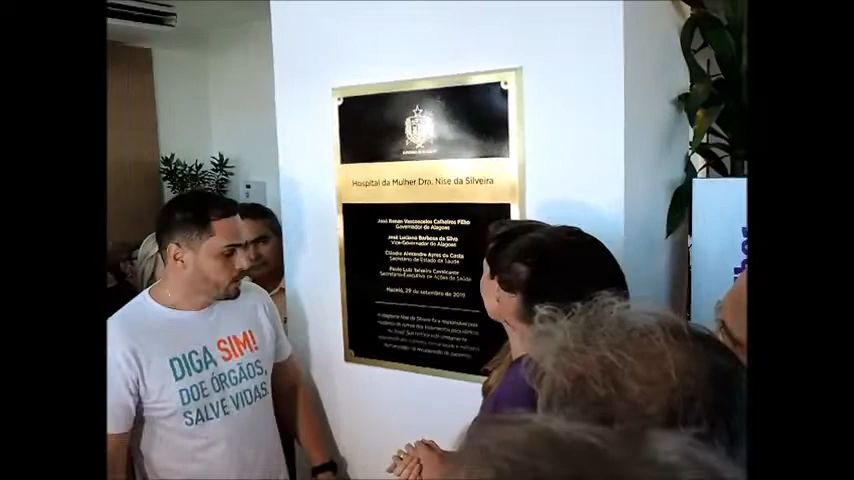 Hospital da Mulher Dra. Nise da Silveira
José Renan Vasconcelos Calheiros Filho
Governador de Alagoas
José Luciano Barbosa da Silva
Vice-Governador de Alagoas
Cláudio Alexandre Ayres da Costa
Secretário de Estado da Saúde
Paulo Luiz Teixeira Cavalcante
Secretário-Executivo de Ações de Saúde
Maceió, 29 de setembro de 2019
DIGA SIM!
DOE ÓRGÃOS,
SALVE VIDAS